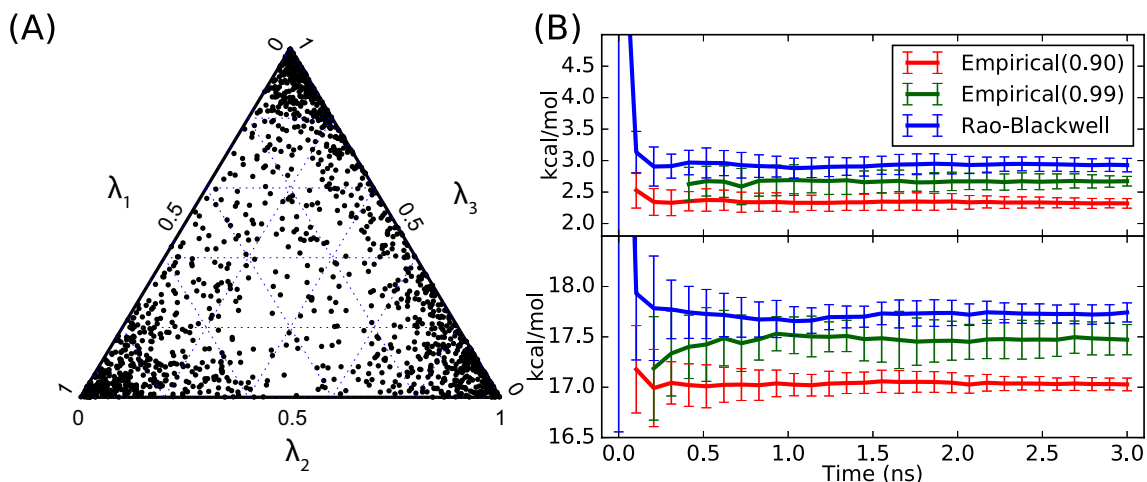 (A)
0 1
λ1 0.5 0.5 λ3
1 0
0 0.5 1
λ2
(B)
kcal/mol
4.5
4.0
3.5
3.0
2.5
2.0
Empirical(0.90)
Empirical(0.99)
Rao-Blackwell
kcal/mol
18.0
17.5
17.0
16.5
0.0 0.5 1.0 1.5 2.0 2.5 3.0
Time (ns)